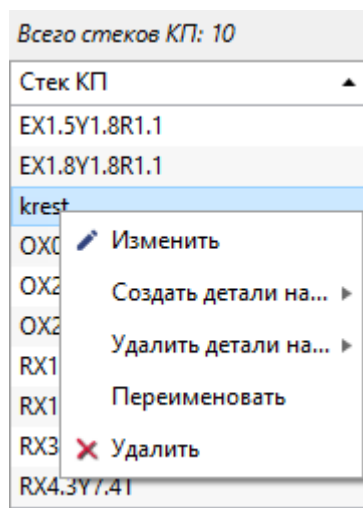 Всего стеков КП: 10
Стек КП
EX1.5Y1.8R1.1
EX1.8Y1.8R1.1
krest
Изменить
Создать детали на...
Удалить детали на...
Переименовать
Удалить
RX4.3Y7.41